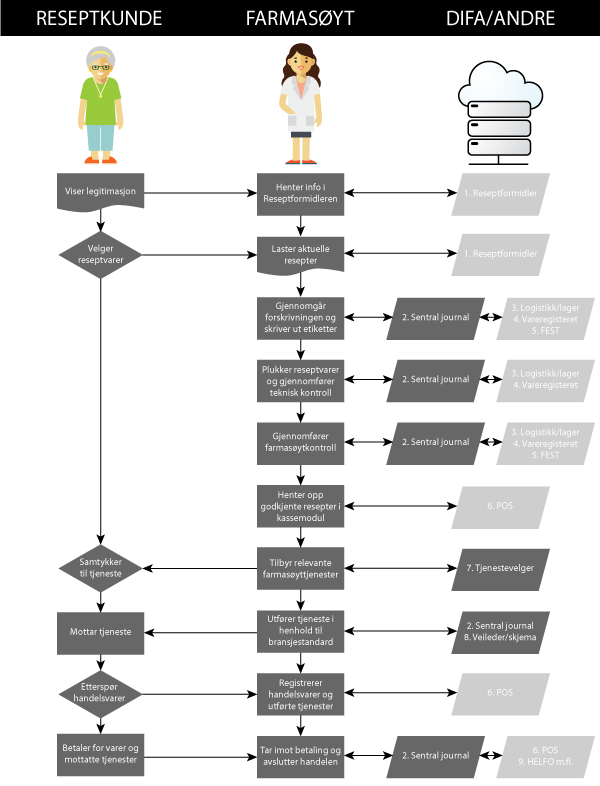 RESEPTKUNDE
FARMASØYT
DIFA/ANDRE
Viser legitimasjon
Henter info i
Reseptformidleren
1. Reseptformidler
Velger
reseptvarer
Laster aktuelle
resepter
1. Reseptformidler
Gjennomgår
forskrivningen og
skriver ut etiketter
2. Sentral journal
3. Logistikk/lager
4. Vareregisteret
5. FEST
Plukker reseptvarer
og gjennomfører
teknisk kontroll
2. Sentral journal
3. Logistikk/lager
4. Vareregisteret
Gjennomfører
farmasøytkontroll
2. Sentral journal
3. Logistikk/lager
4. Vareregisteret
5. FEST
Henter opp
godkjente resepter i
kassemodul
6. POS
Samtykker
til tjeneste
Tilbyr relevante
farmasøyttjenester
7. Tjenestevelger
Mottar tjeneste
Utfører tjeneste i
henhold til
bransjestandard
2. Sentral journal
8. Veileder/skjema
Etterspør
handelsvarer
Registrerer
handelsvarer og
utførte tjenester
6. POS
Betaler for varer og
mottatte tjenester
Tar imot betaling og
avslutter handelen
2. Sentral journal
6. POS
9. HELFO m.fl.